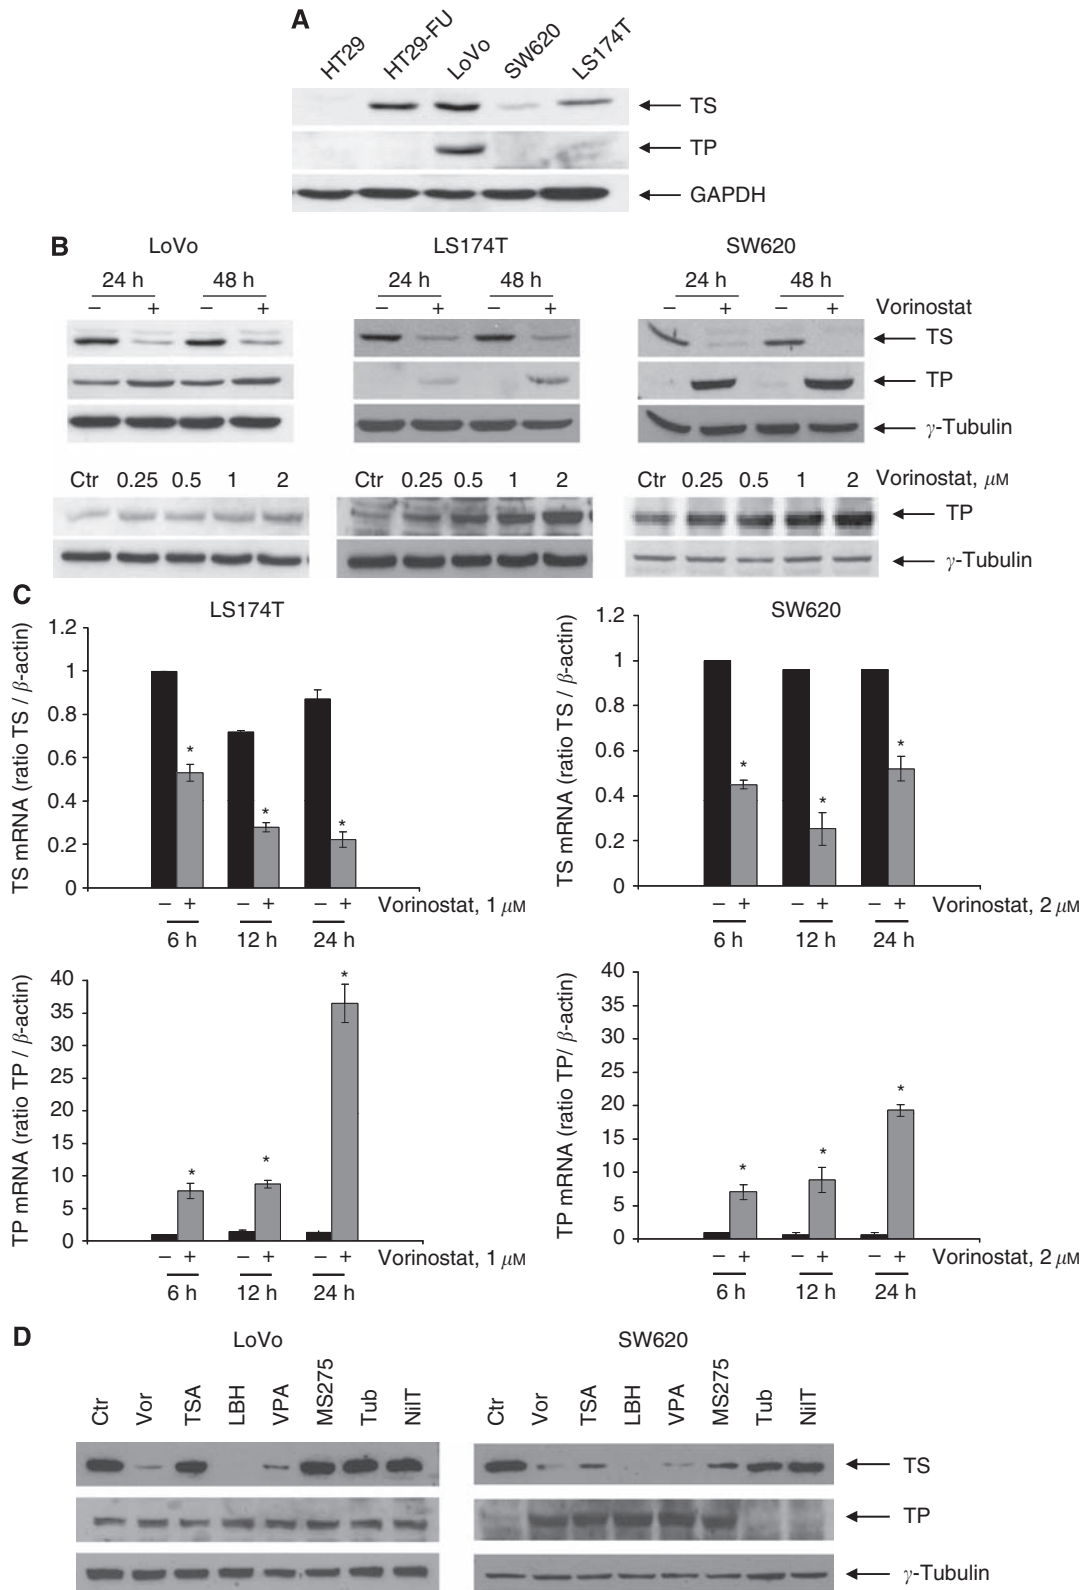 A
HT29 HT29-FU LoVo SW620 LS174T
TS
TP
GAPDH
B
LoVo LS174T SW620
24 h 48 h 24 h 48 h 24 h 48 h
– + – + – + – + – + – + Vorinostat
TS
TP
γ-Tubulin
Ctr 0.25 0.5 1 2 Ctr 0.25 0.5 1 2 Ctr 0.25 0.5 1 2 Vorinostat, μM
TP
γ-Tubulin
C
LS174T
TS mRNA (ratio TS / β-actin)
1.2
1
0.8
0.6
0.4
0.2
0
* * *
– + – + – + Vorinostat, 1 μM
6 h 12 h 24 h
SW620
TS mRNA (ratio TS / β-actin)
1.2
1
0.8
0.6
0.4
0.2
0
* * *
– + – + – + Vorinostat, 2 μM
6 h 12 h 24 h
TP mRNA (ratio TP / β-actin)
40
35
30
25
20
15
10
5
0
* * *
– + – + – + Vorinostat, 1 μM
6 h 12 h 24 h
TP mRNA (ratio TP/ β-actin)
40
35
30
25
20
15
10
5
0
* * *
– + – + – + Vorinostat, 2 μM
6 h 12 h 24 h
D
LoVo SW620
Ctr Vor TSA LBH VPA MS275 Tub NilT Ctr Vor TSA LBH VPA MS275 Tub NilT
TS
TP
γ-Tubulin